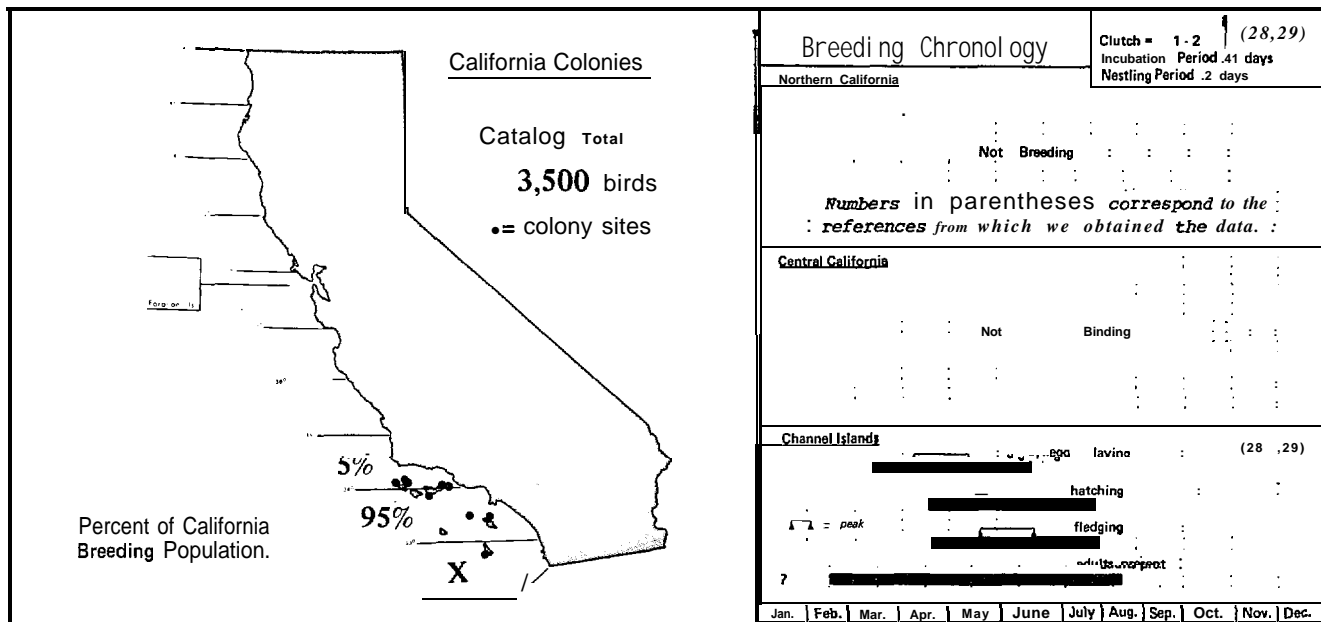 California Colonies
Catalog Total
3,500 birds
•= colony sites
5%
95%
X
Percent of California
Breeding Population.
Breeding Chronology
Clutch = 1-2 (28,29)
Incubation Period .41 days
Nestling Period .2 days
Northern California
Not Breeding
Numbers in parentheses correspond to the
references from which we obtained the data.
Central California
Not Binding
Channel Islands
laving (28 ,29)
hatching
= peak
fledging
?
Jan. Feb. Mar. Apr. May June July Aug. Sep. Oct. Nov. Dec.